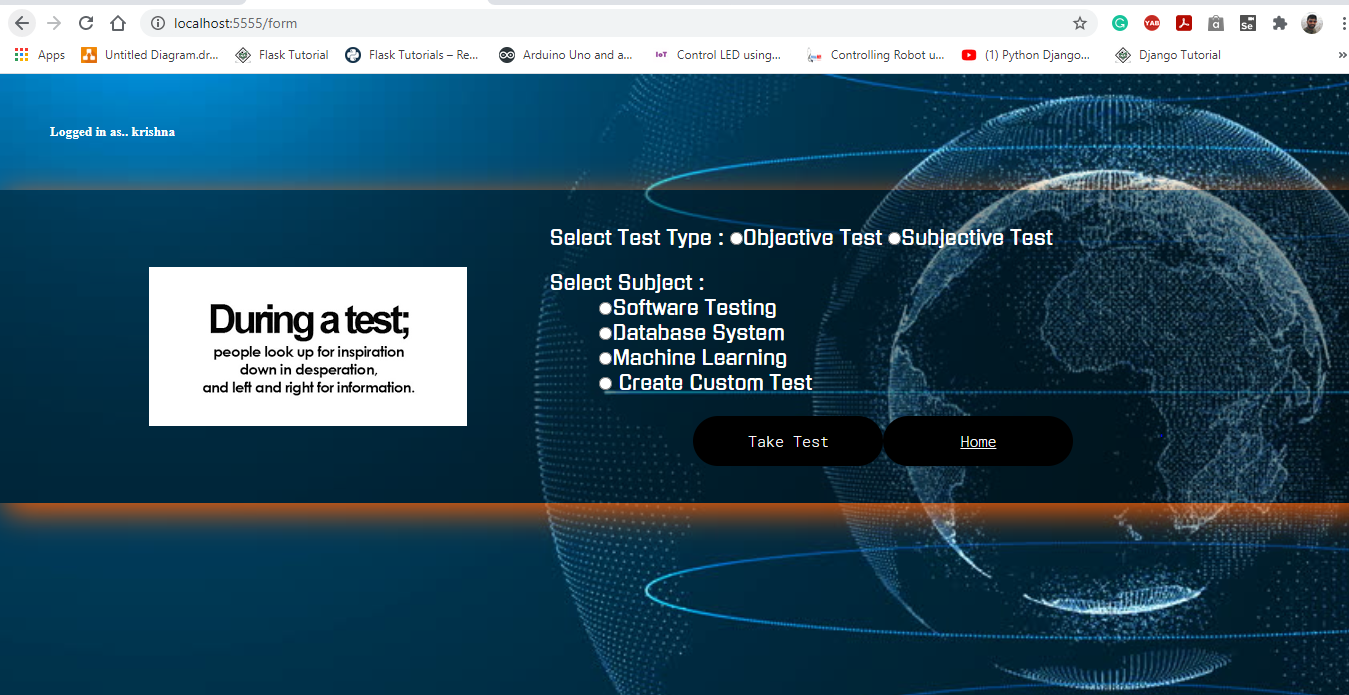 localhost:5555/form
Apps Untitled Diagram.dr... Flask Tutorial Flask Tutorials – Re... Arduino Uno and a... IoT Control LED using... Controlling Robot u... (1) Python Django... Django Tutorial »
Logged in as.. krishna
Select Test Type : Objective Test Subjective Test
Select Subject :
Software Testing
Database System
Machine Learning
Create Custom Test
During a test;
people look up for inspiration
down in desperation,
and left and right for information.
Take Test Home